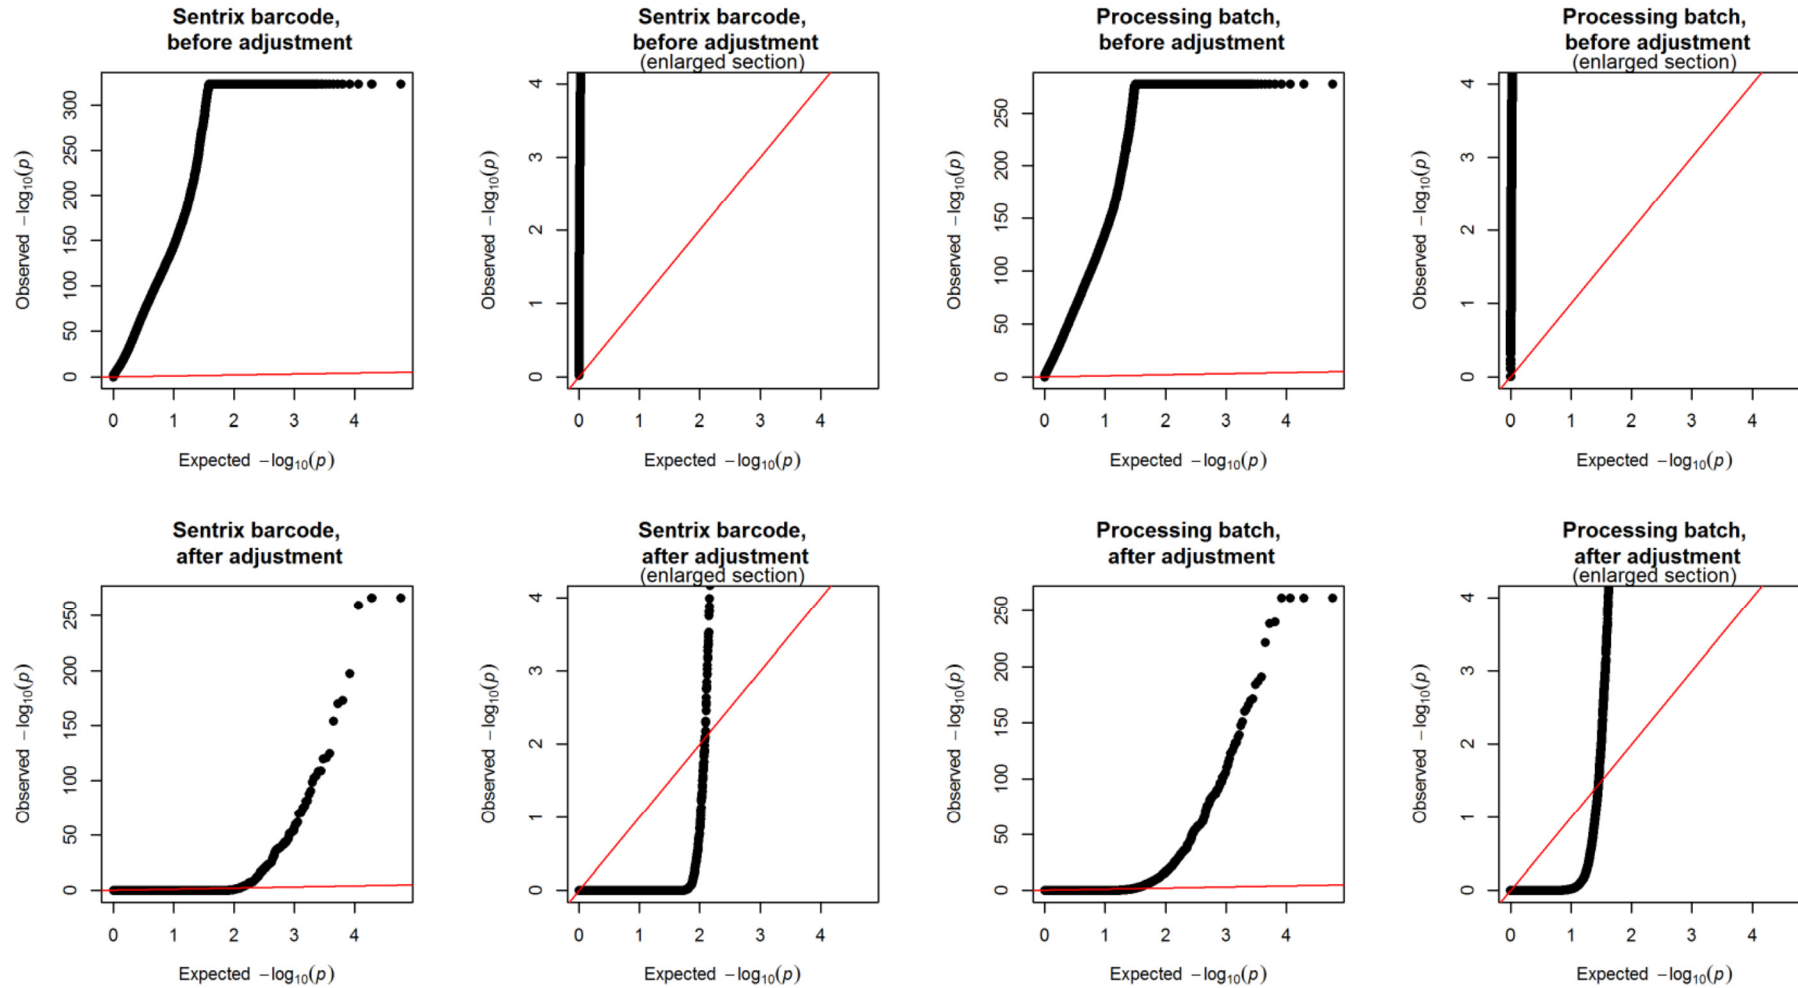 Sentrix barcode,
before adjustment
300
250
200
150
100
50
0
Observed −log10(p)
0 1 2 3 4
Expected −log10(p)
Sentrix barcode,
before adjustment
(enlarged section)
4
3
2
1
0
Observed −log10(p)
0 1 2 3 4
Expected −log10(p)
Processing batch,
before adjustment
250
200
150
100
50
0
Observed −log10(p)
0 1 2 3 4
Expected −log10(p)
Processing batch,
before adjustment
(enlarged section)
4
3
2
1
0
Observed −log10(p)
0 1 2 3 4
Expected −log10(p)
Sentrix barcode,
after adjustment
250
200
150
100
50
0
Observed −log10(p)
0 1 2 3 4
Expected −log10(p)
Sentrix barcode,
after adjustment
(enlarged section)
4
3
2
1
0
Observed −log10(p)
0 1 2 3 4
Expected −log10(p)
Processing batch,
after adjustment
250
200
150
100
50
0
Observed −log10(p)
0 1 2 3 4
Expected −log10(p)
Processing batch,
after adjustment
(enlarged section)
4
3
2
1
0
Observed −log10(p)
0 1 2 3 4
Expected −log10(p)